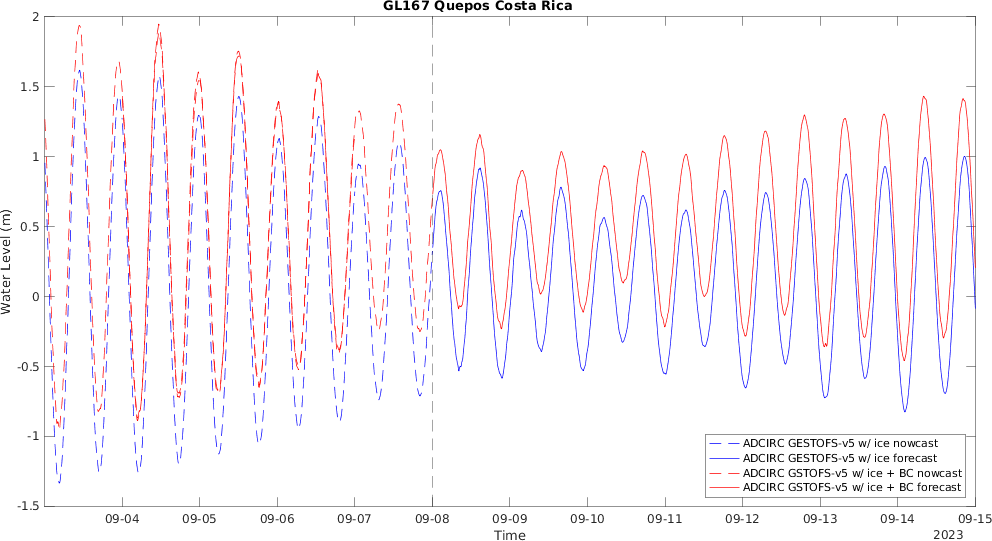 GL167 Quepos Costa Rica
2
1.5
1
0.5
0
-0.5
-1
-1.5
Water Level (m)
ADCIRC GESTOFS-v5 w/ ice nowcast
ADCIRC GESTOFS-v5 w/ ice forecast
ADCIRC GSTOFS-v5 w/ ice + BC nowcast
ADCIRC GSTOFS-v5 w/ ice + BC forecast
09-04 09-05 09-06 09-07 09-08 09-09 09-10 09-11 09-12 09-13 09-14 09-15
Time
2023